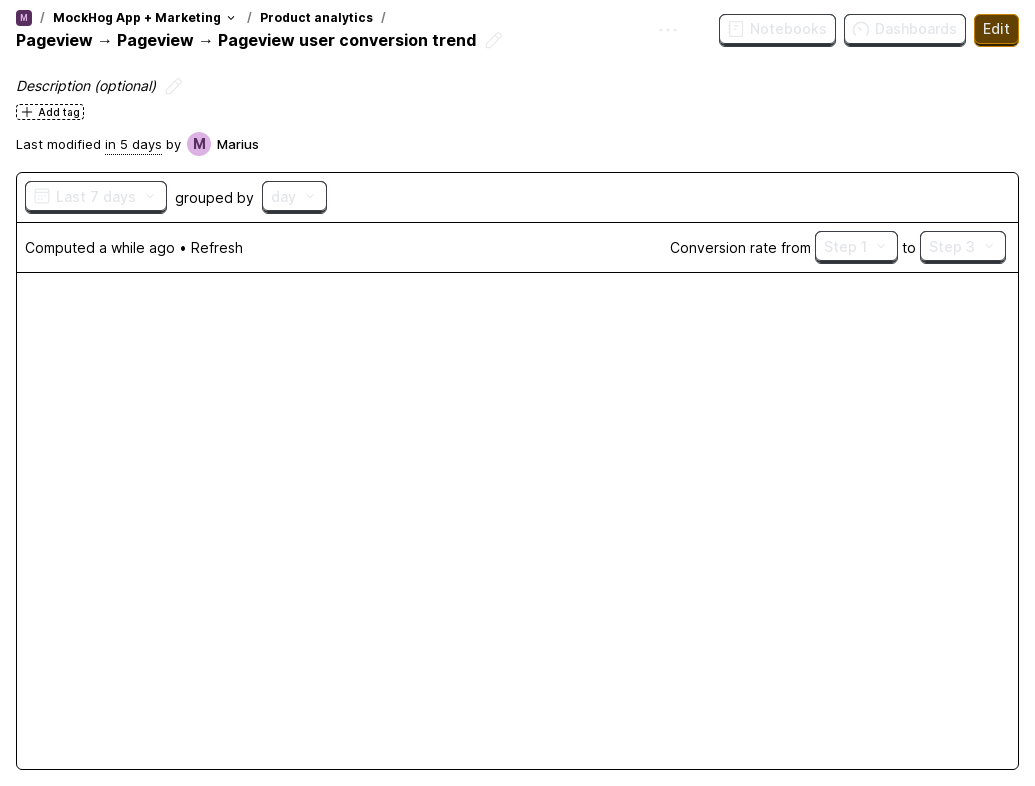 M / MockHog App + Marketing / Product analytics /
Pageview → Pageview → Pageview user conversion trend
Notebooks Dashboards Edit
Description (optional)
Add tag
Last modified in 5 days by M Marius
Last 7 days grouped by day
Computed a while ago • Refresh Conversion rate from Step 1 to Step 3